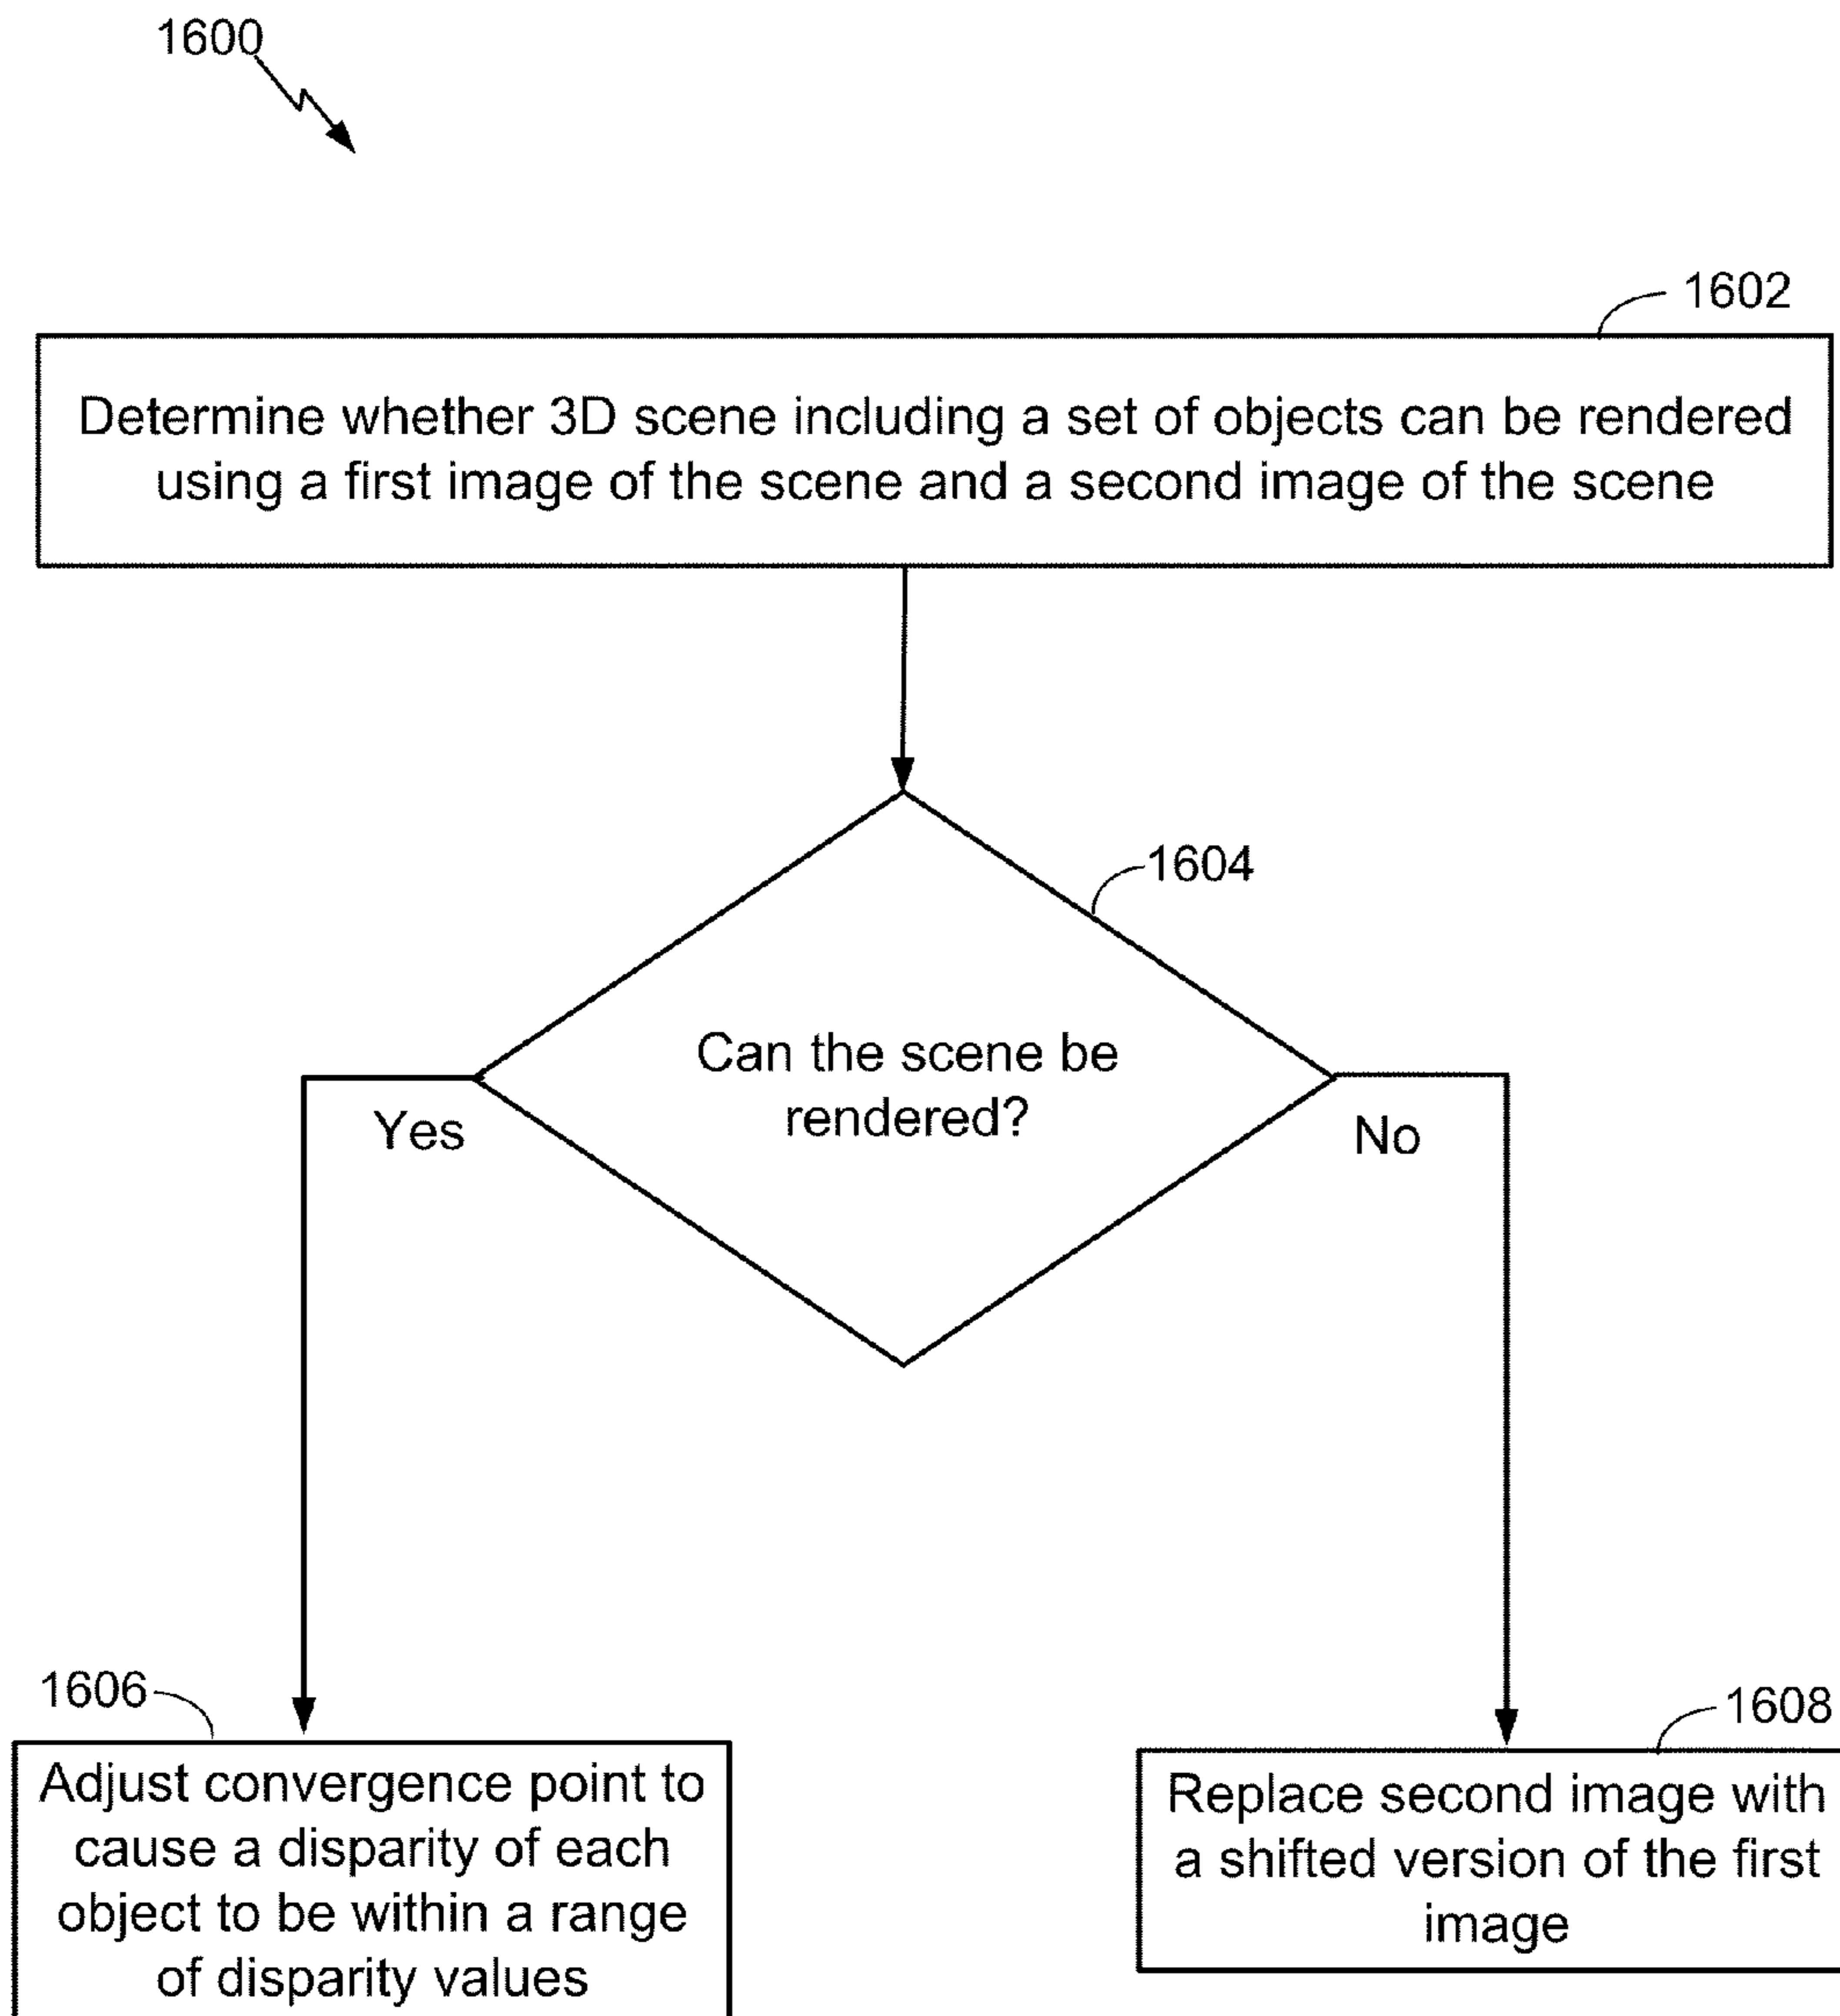 1600
1602
Determine whether 3D scene including a set of objects can be rendered
using a first image of the scene and a second image of the scene
1604
Can the scene be
rendered?
Yes
No
1606
Adjust convergence point to
cause a disparity of each
object to be within a range
of disparity values
1608
Replace second image with
a shifted version of the first
image